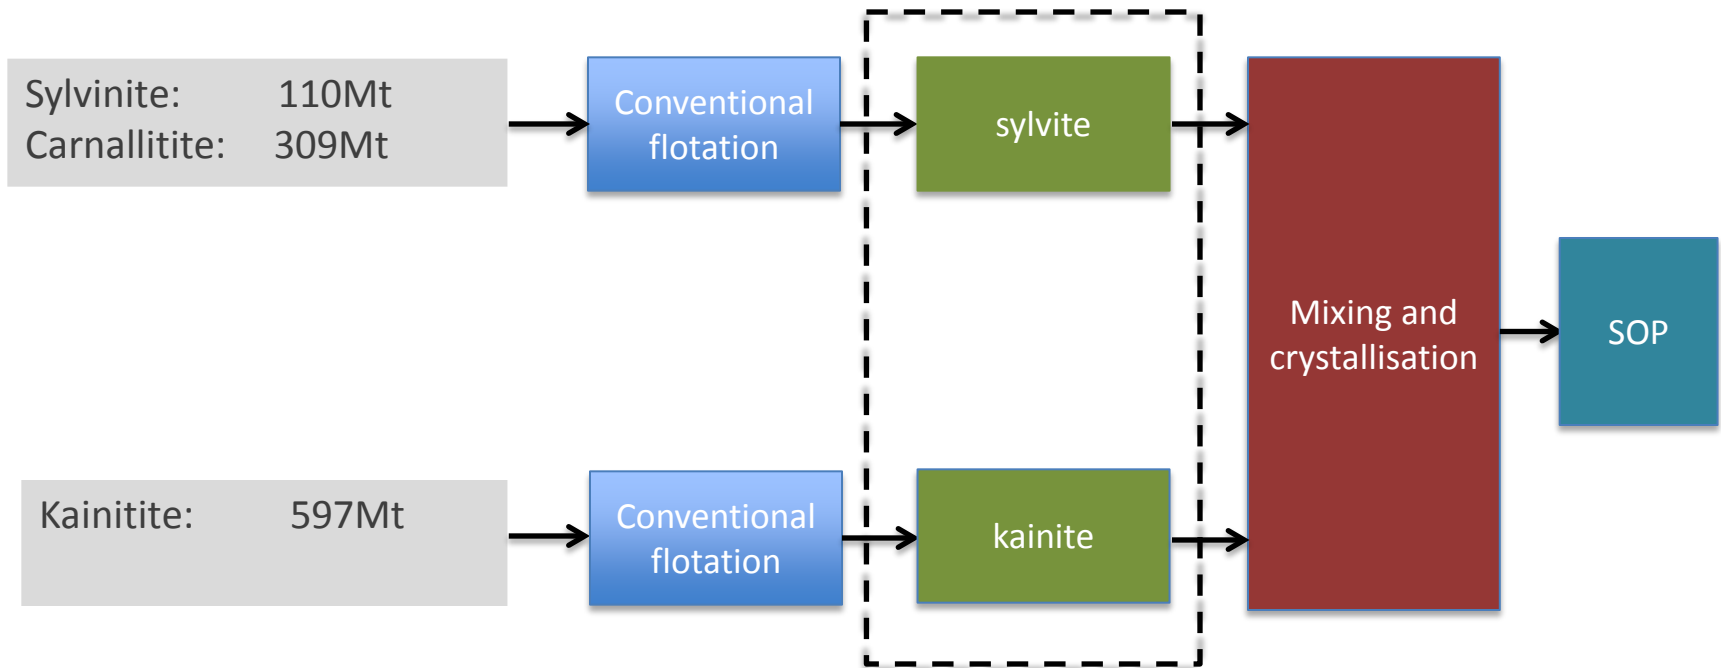 Sylvinite: 110Mt
Carnallitite: 309Mt
Conventional
flotation
sylvite
Mixing and
crystallisation
SOP
Kainitite: 597Mt
Conventional
flotation
kainite